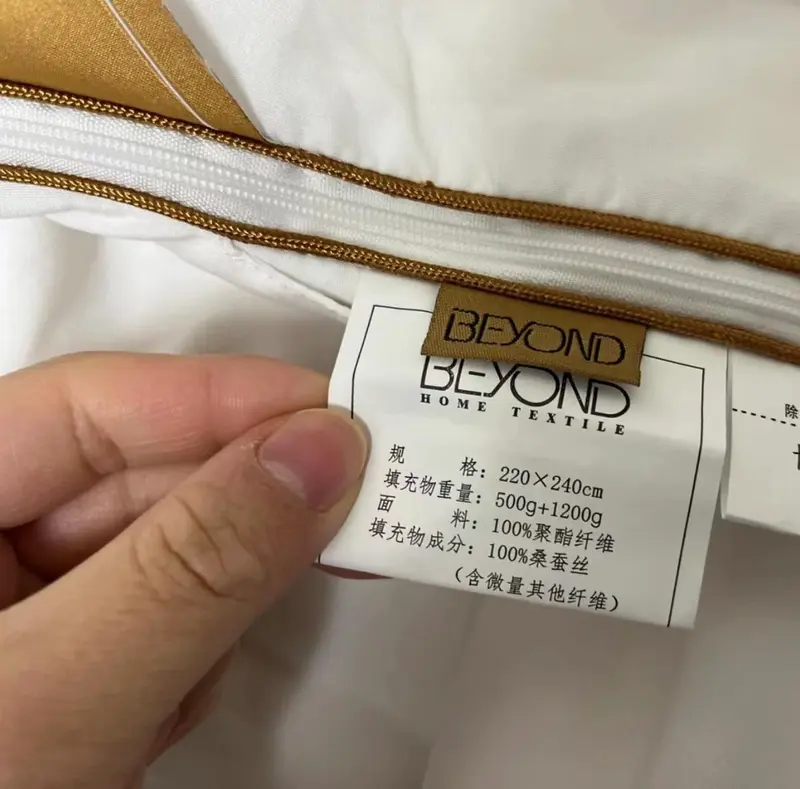 BEYOND
BEYOND
HOME TEXTILE
规 格：220×240cm
填充物重量：500g+1200g
面 料：100%聚酯纤维
填充物成分：100%桑蚕丝
（含微量其他纤维）
除